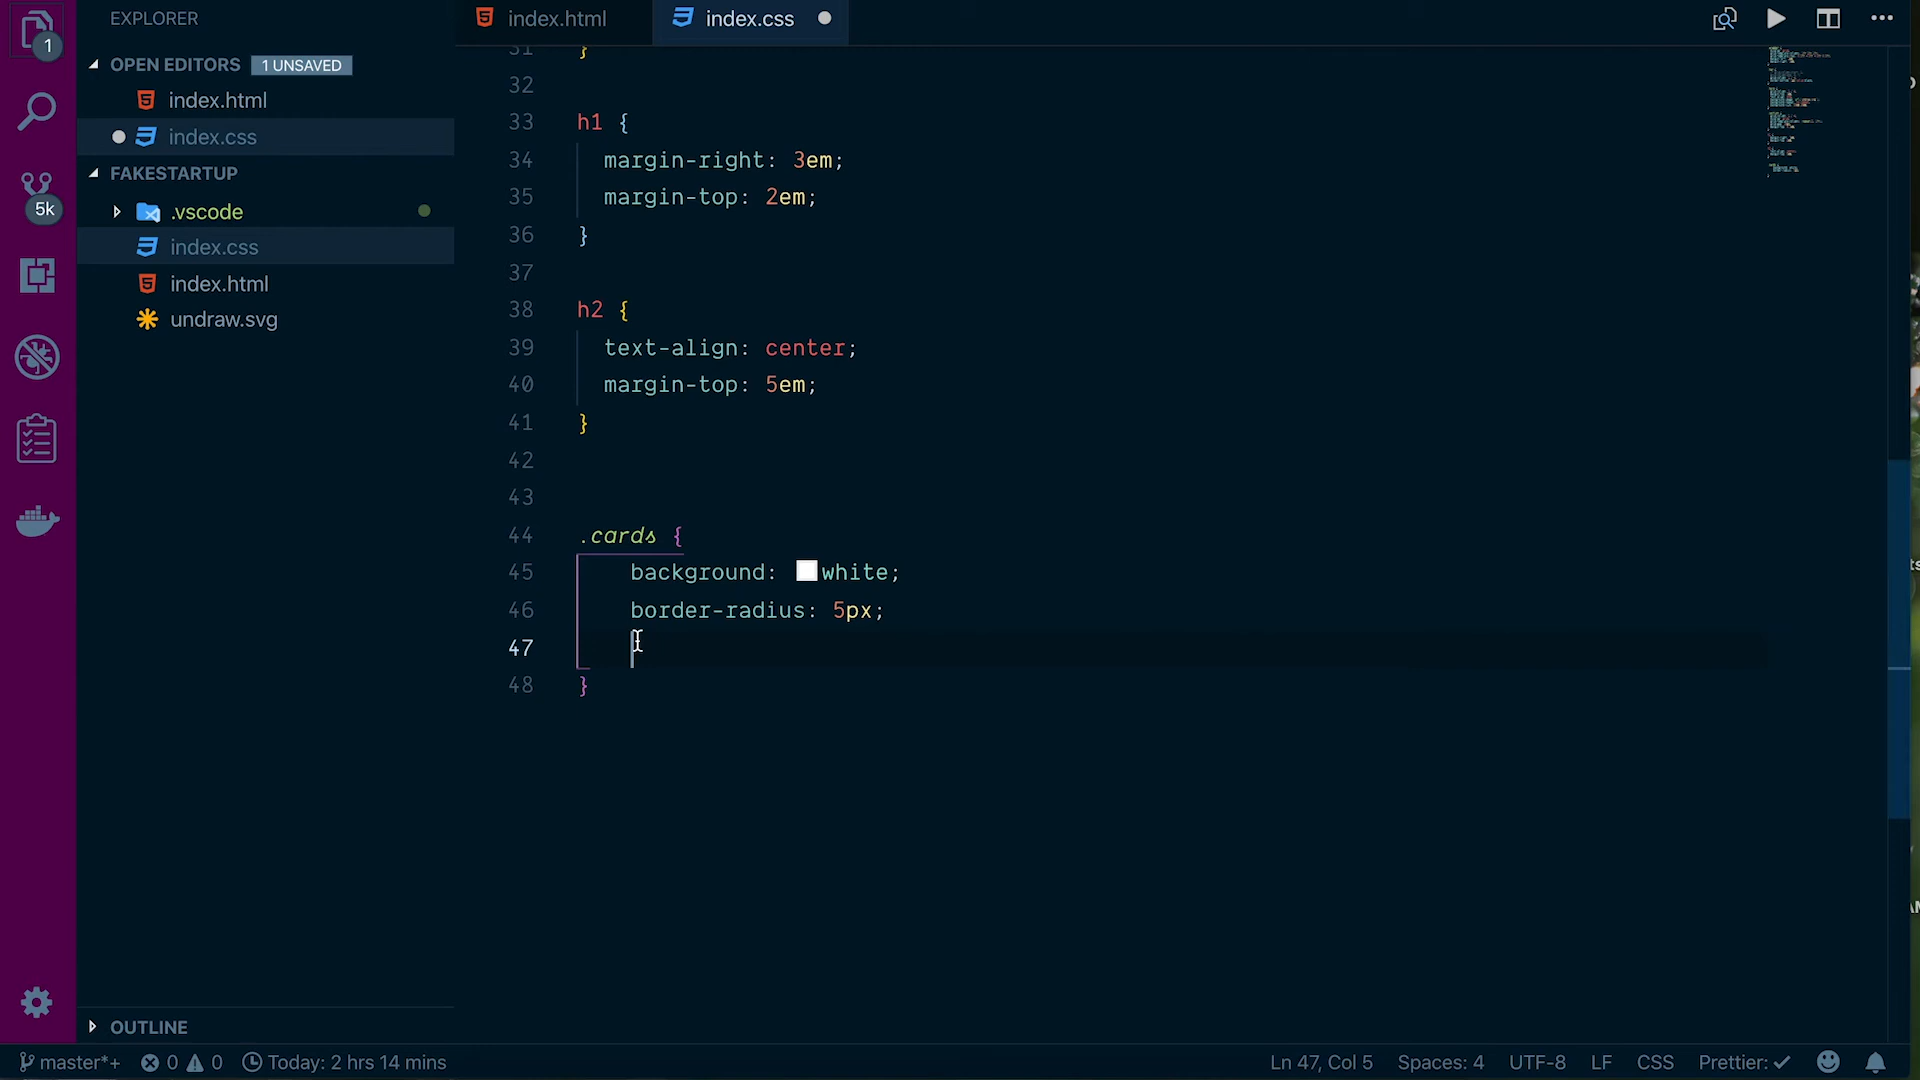 EXPLORER
index.html
index.css
1
OPEN EDITORS 1 UNSAVED
index.html
index.css
FAKESTARTUP
.vscode
index.css
index.html
undraw.svg
5k
31 }
32
33 h1 {
34 margin-right: 3em;
35 margin-top: 2em;
36 }
37
38 h2 {
39 text-align: center;
40 margin-top: 5em;
41 }
42
43
44 .cards {
45 background: white;
46 border-radius: 5px;
47
48 }
OUTLINE
master*+ 0 0 Today: 2 hrs 14 mins
Ln 47, Col 5 Spaces: 4 UTF-8 LF CSS Prettier: ✓